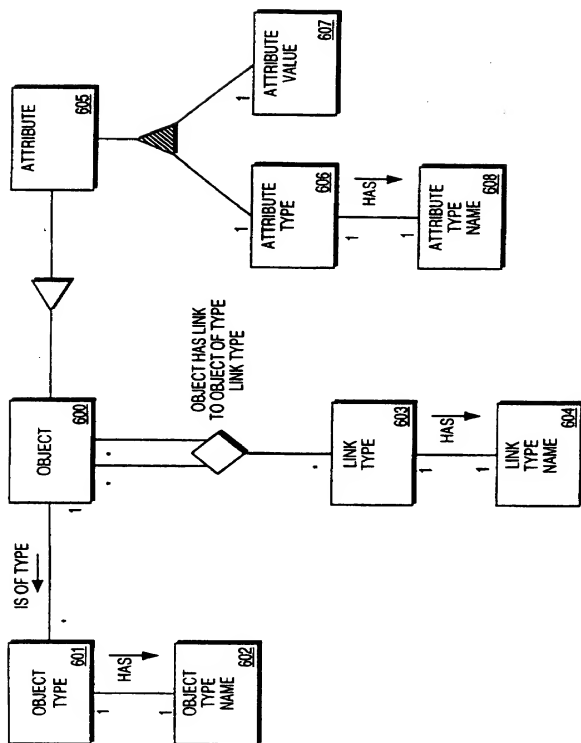 OBJECT
TYPE
601
IS OF TYPE
1
HAS
1
OBJECT
TYPE
NAME
602
OBJECT
600
1
OBJECT HAS LINK
TO OBJECT OF TYPE
LINK TYPE
LINK
TYPE
603
1
HAS
1
LINK
TYPE
NAME
604
ATTRIBUTE
605
1
ATTRIBUTE
TYPE
606
1
ATTRIBUTE
VALUE
607
1
HAS
1
ATTRIBUTE
TYPE
NAME
608